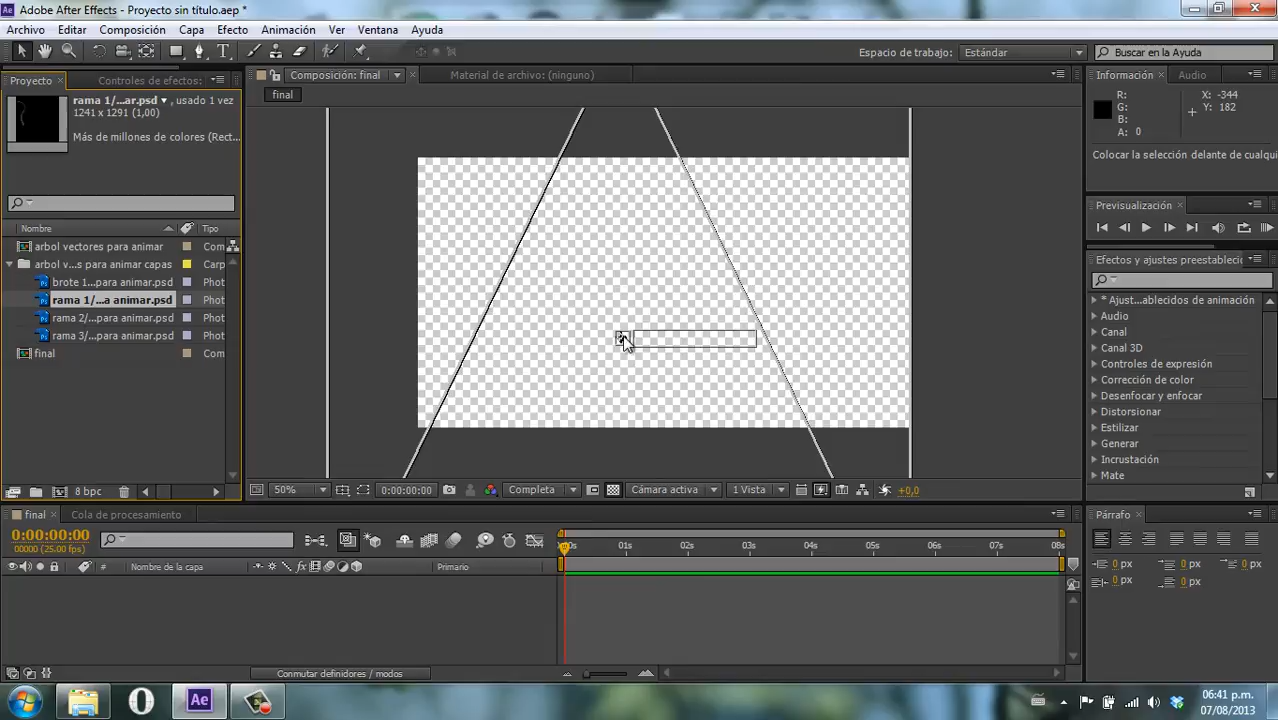 Ae Adobe After Effects - Proyecto sin título.aep *
Archivo Editar Composición Capa Efecto Animación Ver Ventana Ayuda
T Espacio de trabajo: Estándar Buscar en la Ayuda
Proyecto Controles de efectos: Composición: final Material de archivo: (ninguno) Información Audio
rama 1/...ar.psd , usado 1 vez
1241 x 1291 (1,00)
Más de millones de colores (Rect...
final
R: X: -344
G: Y: 182
B:
A: 0
Colocar la selección delante de cualqui
Previsualización
Efectos y ajustes preestableci
Nombre Tipo
arbol vectores para animar Com
arbol v...s para animar capas Carp
brote 1...para animar.psd Phot
rama 1/...a animar.psd Phot
rama 2/...para animar.psd Phot
rama 3/...para animar.psd Phot
final Com
* Ajust...ablecidos de animación
Audio
Canal
Canal 3D
Controles de expresión
Corrección de color
Desenfocar y enfocar
Distorsionar
Estilizar
Generar
Incrustación
Mate
8 bpc 50% 0:00:00:00 Completa Cámara activa 1 Vista +0,0
final Cola de procesamiento Párrafo
0:00:00:00
00000 (25.00 fps)
01s 02s 03s 04s 05s 06s 07s 08s
# Nombre de la capa Primario
0 px 0 px 0 px
0 px 0 px
Conmutar definidores / modos
Ae
06:41 p.m.
07/08/2013